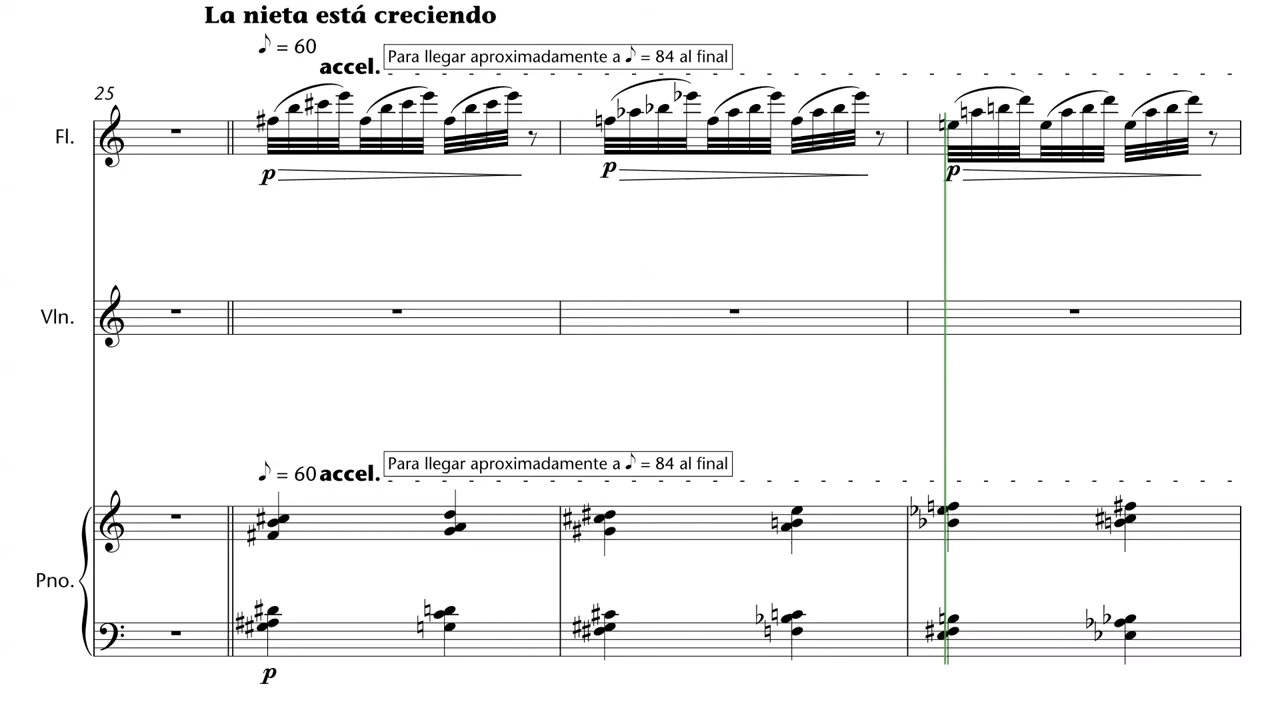 La nieta está creciendo
♪ = 60
accel. Para llegar aproximadamente a ♪ = 84 al final
25
Fl.
p p p
Vln.
♪ = 60 accel. Para llegar aproximadamente a ♪ = 84 al final
Pno.
p